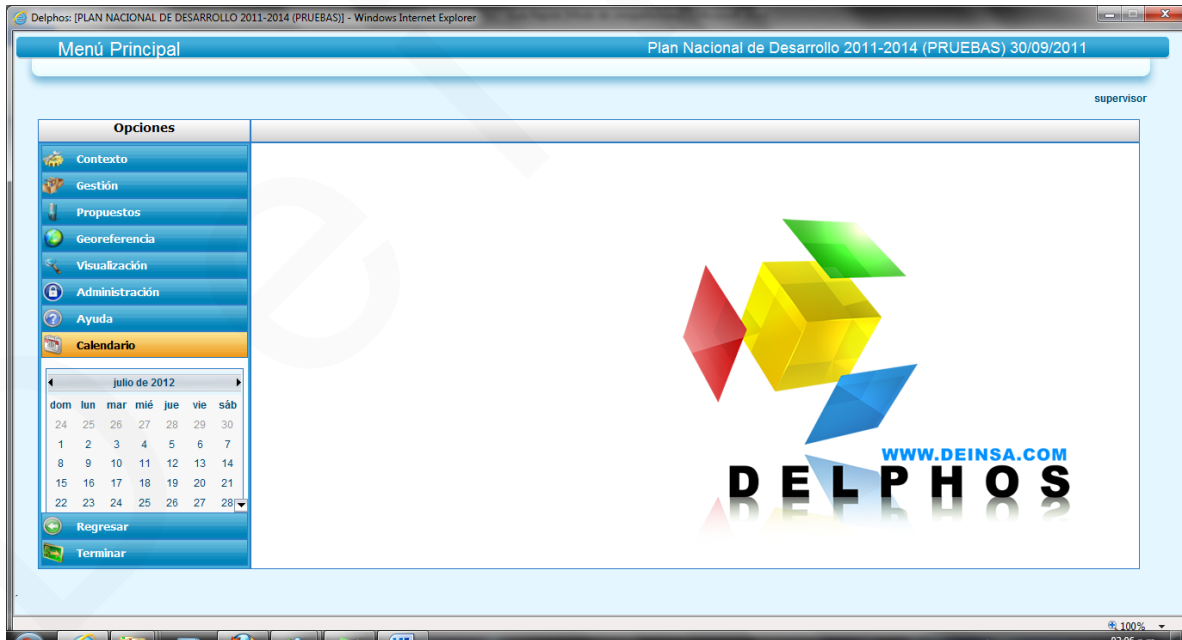 Delphos: [PLAN NACIONAL DE DESARROLLO 2011-2014 (PRUEBAS)] - Windows Internet Explorer
Menú Principal Plan Nacional de Desarrollo 2011-2014 (PRUEBAS) 30/09/2011
supervisor
Opciones
Contexto
Gestión
Propuestos
Georeferencia
Visualización
Administración
Ayuda
Calendario
julio de 2012
dom lun mar mié jue vie sáb
24 25 26 27 28 29 30
1 2 3 4 5 6 7
8 9 10 11 12 13 14
15 16 17 18 19 20 21
22 23 24 25 26 27 28
Regresar
Terminar
WWW.DEINSA.COM
DELPHOS
100%